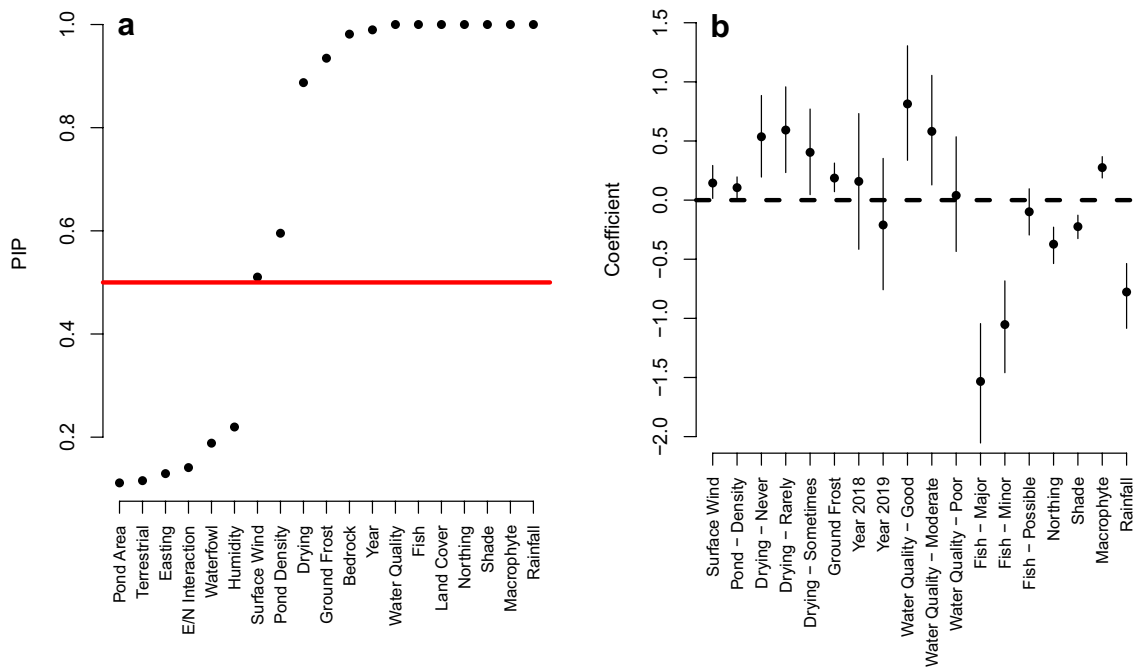 a
PIP
1.0
0.8
0.6
0.4
0.2
Pond Area
Terrestrial
Easting
E/N Interaction
Waterfowl
Humidity
Surface Wind
Pond Density
Drying
Ground Frost
Bedrock
Year
Water Quality
Fish
Land Cover
Northing
Shade
Macrophyte
Rainfall
b
Coefficient
1.5
1.0
0.5
0.0
−0.5
−1.0
−1.5
−2.0
Surface Wind
Pond − Density
Drying − Never
Drying − Rarely
Drying − Sometimes
Ground Frost
Year 2018
Year 2019
Water Quality − Good
Water Quality − Moderate
Water Quality − Poor
Fish − Major
Fish − Minor
Fish − Possible
Northing
Shade
Macrophyte
Rainfall